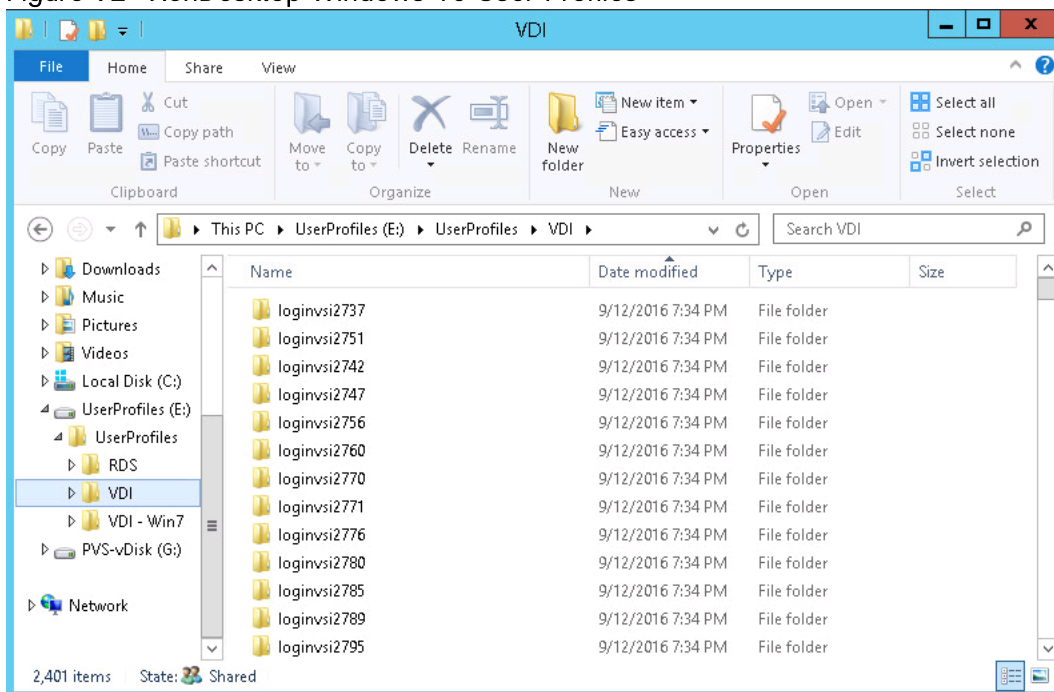 VDI
File Home Share View
Copy Paste Cut Copy path Paste shortcut
Move to Copy to Delete Rename
New folder New item Easy access
Properties Open Edit
Select all Select none Invert selection
Clipboard Organize New Open Select
This PC UserProfiles (E:) UserProfiles VDI Search VDI
Downloads
Music
Pictures
Videos
Local Disk (C:)
UserProfiles (E:)
UserProfiles
RDS
VDI
VDI - Win7
PVS-vDisk (G:)
Network
Name Date modified Type Size
loginvsi2737 9/12/2016 7:34 PM File folder
loginvsi2751 9/12/2016 7:34 PM File folder
loginvsi2742 9/12/2016 7:34 PM File folder
loginvsi2747 9/12/2016 7:34 PM File folder
loginvsi2756 9/12/2016 7:34 PM File folder
loginvsi2760 9/12/2016 7:34 PM File folder
loginvsi2770 9/12/2016 7:34 PM File folder
loginvsi2771 9/12/2016 7:34 PM File folder
loginvsi2776 9/12/2016 7:34 PM File folder
loginvsi2780 9/12/2016 7:34 PM File folder
loginvsi2785 9/12/2016 7:34 PM File folder
loginvsi2789 9/12/2016 7:34 PM File folder
loginvsi2795 9/12/2016 7:34 PM File folder
2,401 items State: Shared